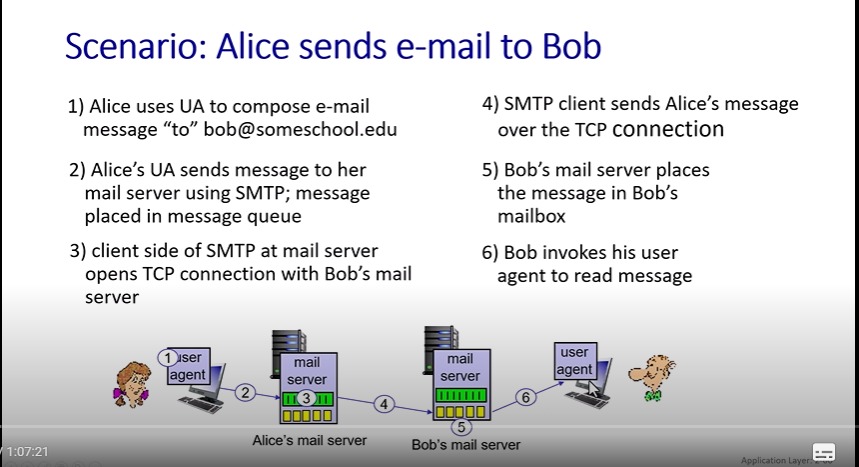 Scenario: Alice sends e-mail to Bob
1) Alice uses UA to compose e-mail
message “to” bob@someschool.edu
2) Alice’s UA sends message to her
mail server using SMTP; message
placed in message queue
3) client side of SMTP at mail server
opens TCP connection with Bob’s mail
server
4) SMTP client sends Alice’s message
over the TCP connection
5) Bob’s mail server places
the message in Bob’s
mailbox
6) Bob invokes his user
agent to read message
1 user
agent
2
mail
server
3
4
mail
server
5
6
user
agent
Alice’s mail server
Bob’s mail server
/ 1:07:21
Application Layer: